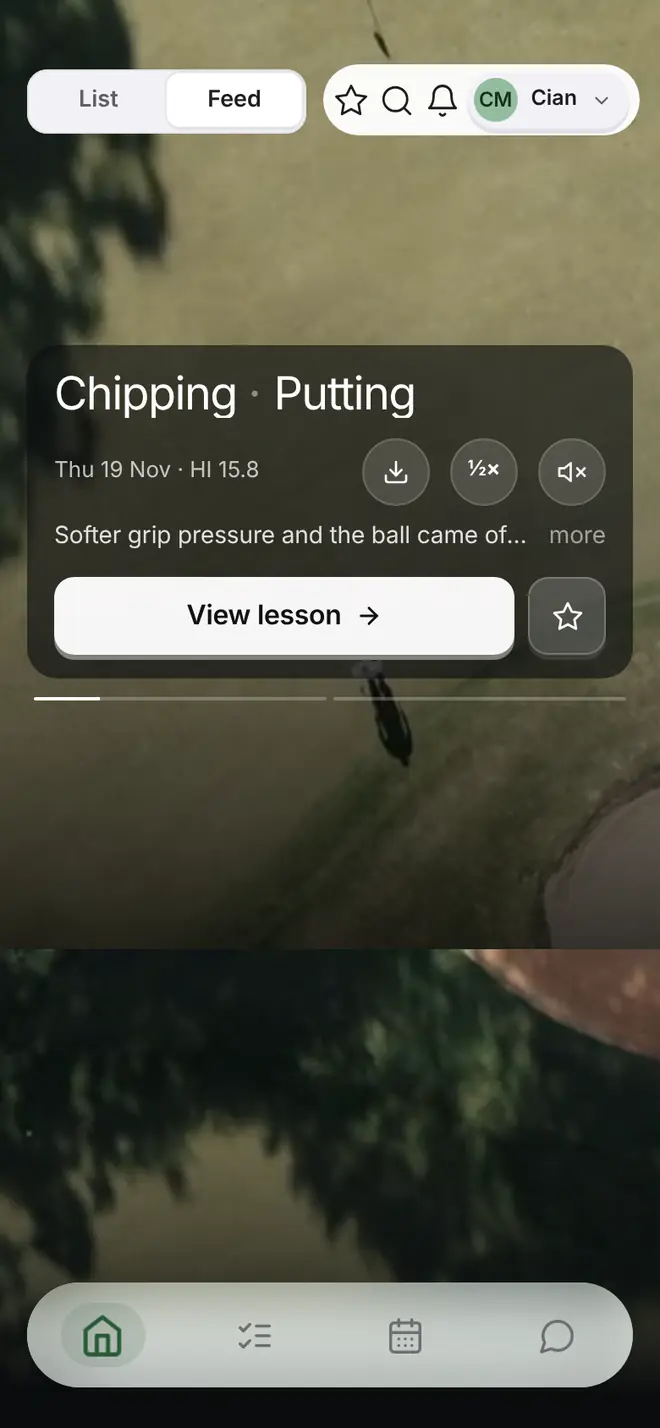 List
Feed
CM
Cian
Chipping · Putting
Thu 19 Nov · HI 15.8
½×
Softer grip pressure and the ball came of... more
View lesson →